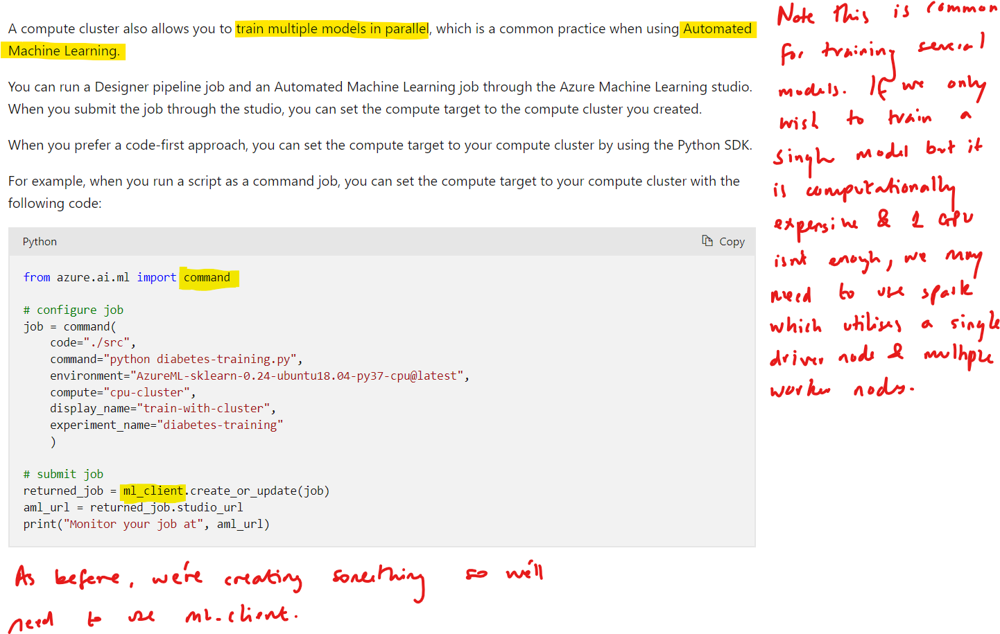 A compute cluster also allows you to train multiple models in parallel, which is a common practice when using Automated
Machine Learning.
You can run a Designer pipeline job and an Automated Machine Learning job through the Azure Machine Learning studio.
When you submit the job through the studio, you can set the compute target to the compute cluster you created.
When you prefer a code-first approach, you can set the compute target to your compute cluster by using the Python SDK.
For example, when you run a script as a command job, you can set the compute target to your compute cluster with the
following code:
Python Copy
from azure.ai.ml import command
# configure job
job = command(
    code="./src",
    command="python diabetes-training.py",
    environment="AzureML-sklearn-0.24-ubuntu18.04-py37-cpu@latest",
    compute="cpu-cluster",
    display_name="train-with-cluster",
    experiment_name="diabetes-training"
    )
# submit job
returned_job = ml_client.create_or_update(job)
aml_url = returned_job.studio_url
print("Monitor your job at", aml_url)
Note this is common
for training several
models. If we only
wish to train a
single model but it
is computationally
expensive & 1 GPU
isnt enough, we may
need to use spark
which utilises a single
driver node & multiple
worker nodes.
As before, we're creating something so we'll
need to use ml_client.